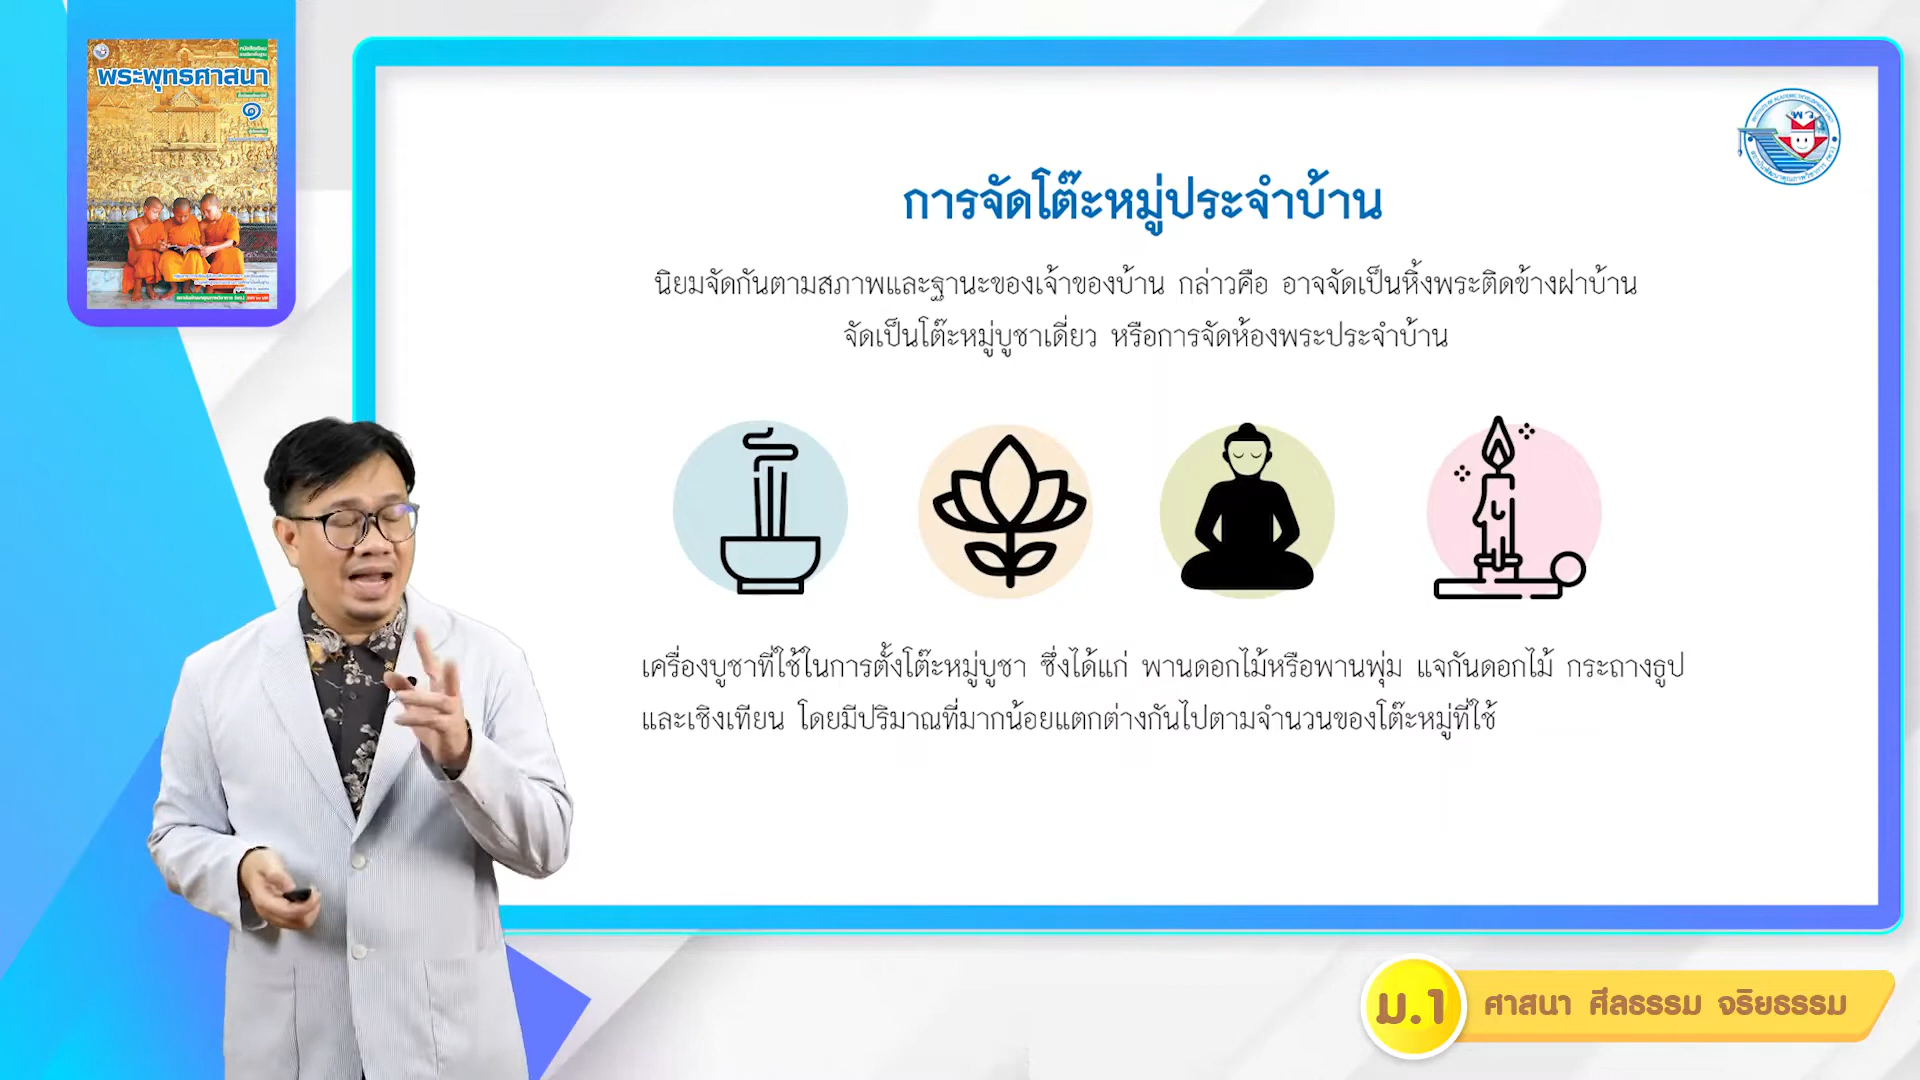 หนังสือเรียน
พระพุทธศาสนา
๑
การจัดโต๊ะหมู่ประจำบ้าน
นิยมจัดกันตามสภาพและฐานะของเจ้าของบ้าน กล่าวคือ อาจจัดเป็นหิ้งพระติดข้างฝาบ้าน
จัดเป็นโต๊ะหมู่บูชาเดี่ยว หรือการจัดห้องพระประจำบ้าน
เครื่องบูชาที่ใช้ในการตั้งโต๊ะหมู่บูชา ซึ่งได้แก่ พานดอกไม้หรือพานพุ่ม แจกันดอกไม้ กระถางธูป
และเชิงเทียน โดยมีปริมาณที่มากน้อยแตกต่างกันไปตามจำนวนของโต๊ะหมู่ที่ใช้
พว
ม.1
ศาสนา ศีลธรรม จริยธรรม